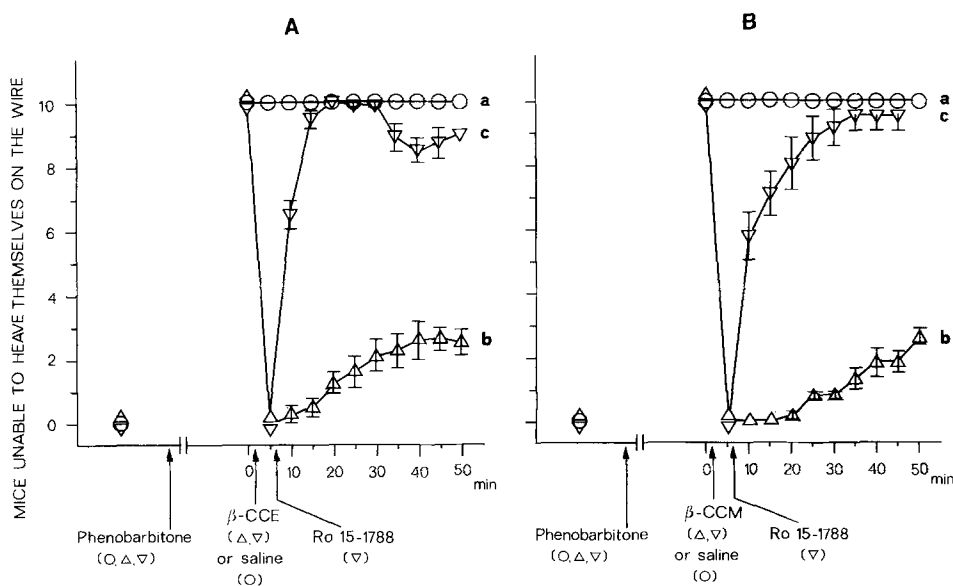 A
B
MICE UNABLE TO HEAVE THEMSELVES ON THE WIRE
10
8
6
4
2
0
a
c
b
0
10
20
30
40
50
min
Phenobarbitone
(O,△,▽)
β-CCE
(△,▽)
or saline
(O)
Ro 15-1788
(▽)
a
c
b
0
10
20
30
40
50
min
Phenobarbitone
(O,△,▽)
β-CCM
(△,▽)
or saline
(O)
Ro 15-1788
(▽)